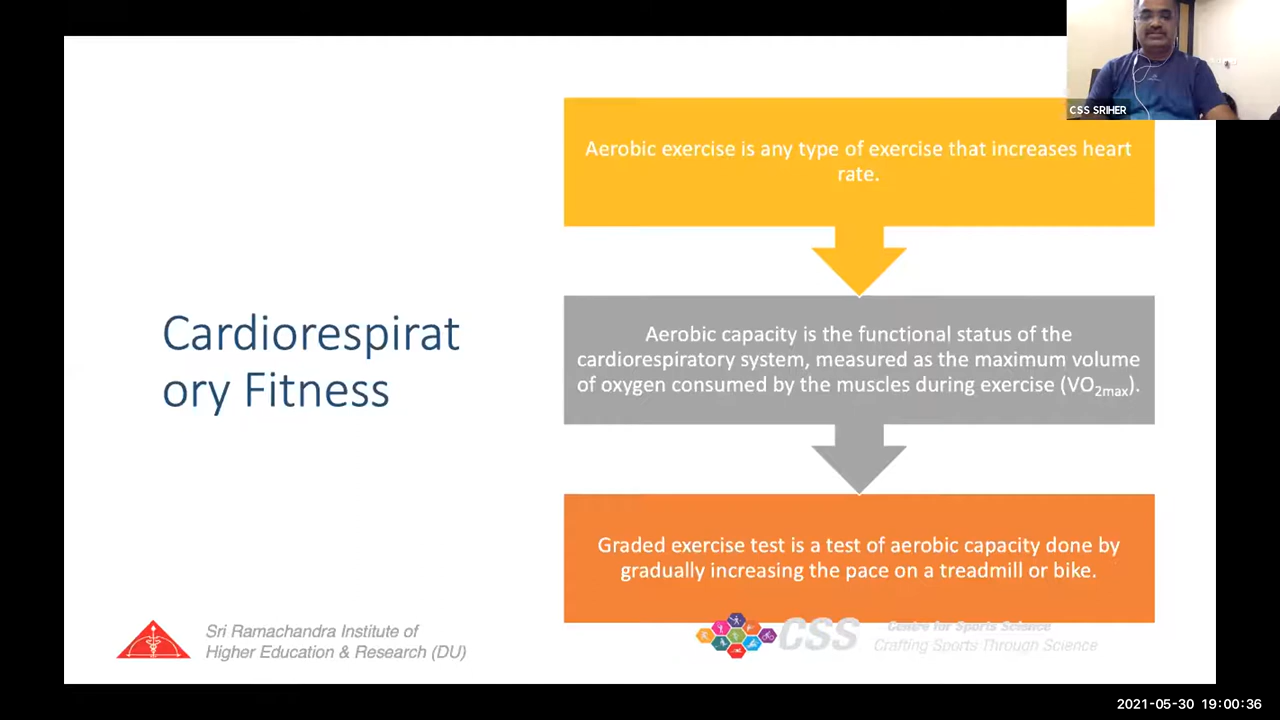 CSS SRIHER
Aerobic exercise is any type of exercise that increases heart
rate.
Cardiorespirat
ory Fitness
Aerobic capacity is the functional status of the
cardiorespiratory system, measured as the maximum volume
of oxygen consumed by the muscles during exercise (VO₂max).
Graded exercise test is a test of aerobic capacity done by
gradually increasing the pace on a treadmill or bike.
Sri Ramachandra Institute of
Higher Education & Research (DU)
CSS
Centre for Sports Science
Crafting Sports Through Science
2021-05-30 19:00:36